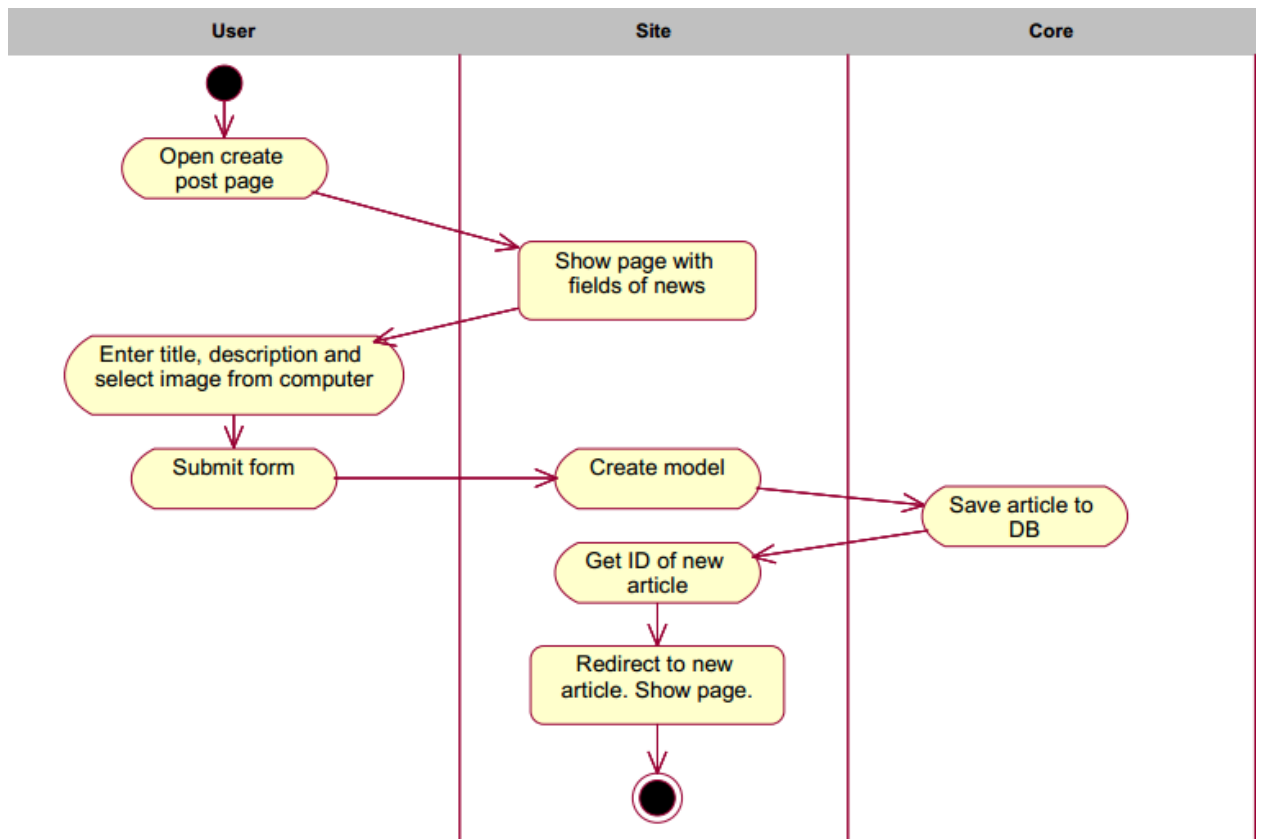 User
Site
Core
Open create
post page
Show page with
fields of news
Enter title, description and
select image from computer
Submit form
Create model
Save article to
DB
Get ID of new
article
Redirect to new
article. Show page.